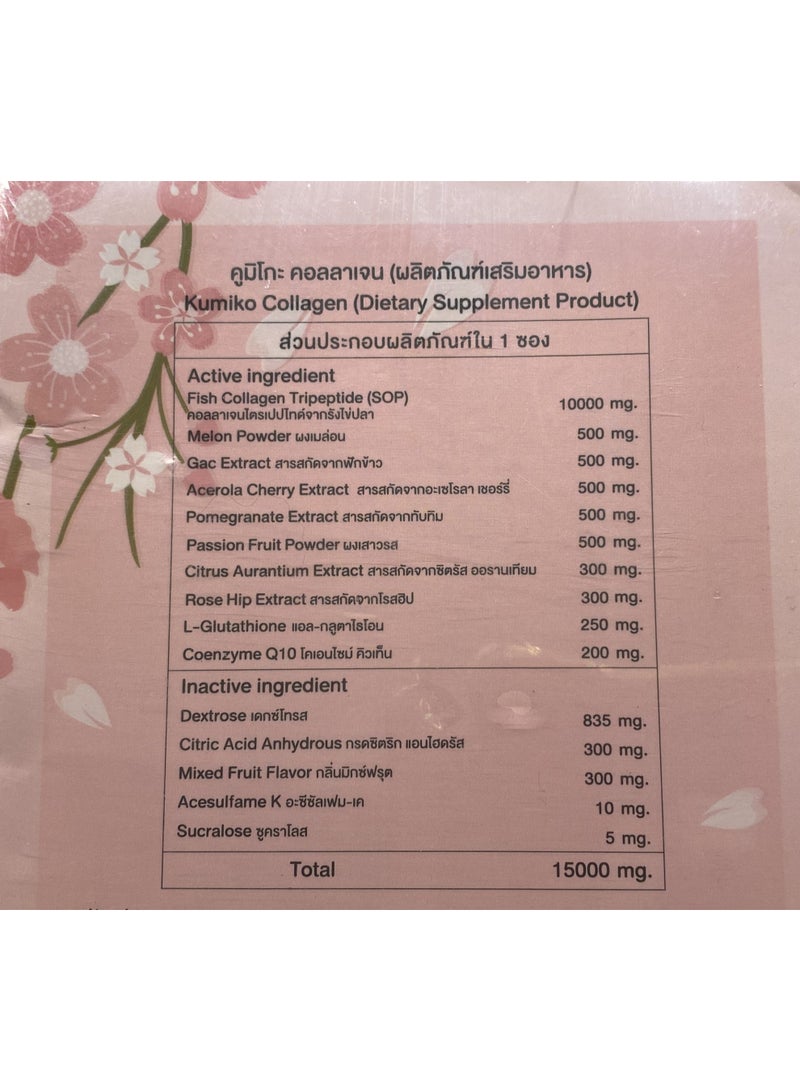 คูมิโกะ คอลลาเจน (ผลิตภัณฑ์เสริมอาหาร)
Kumiko Collagen (Dietary Supplement Product)
ส่วนประกอบผลิตภัณฑ์ใน 1 ซอง
Active ingredient
Fish Collagen Tripeptide (SOP) 10000 mg.
คอลลาเจนไตรเปปไทด์จากรังไข่ปลา
Melon Powder ผงเมล่อน 500 mg.
Gac Extract สารสกัดจากฟักข้าว 500 mg.
Acerola Cherry Extract สารสกัดจากอะเซโรลา เชอร์รี่ 500 mg.
Pomegranate Extract สารสกัดจากทับทิม 500 mg.
Passion Fruit Powder ผงเสาวรส 500 mg.
Citrus Aurantium Extract สารสกัดจากซิตรัส ออรานเทียม 300 mg.
Rose Hip Extract สารสกัดจากโรสฮิป 300 mg.
L-Glutathione แอล-กลูตาไธโอน 250 mg.
Coenzyme Q10 โคเอนไซม์ คิวเท็น 200 mg.
Inactive ingredient
Dextrose เดกซ์โทรส 835 mg.
Citric Acid Anhydrous กรดซิตริก แอนไฮดรัส 300 mg.
Mixed Fruit Flavor กลิ่นมิกซ์ฟรุต 300 mg.
Acesulfame K อะซีซัลเฟม-เค 10 mg.
Sucralose ซูคราโลส 5 mg.
Total 15000 mg.